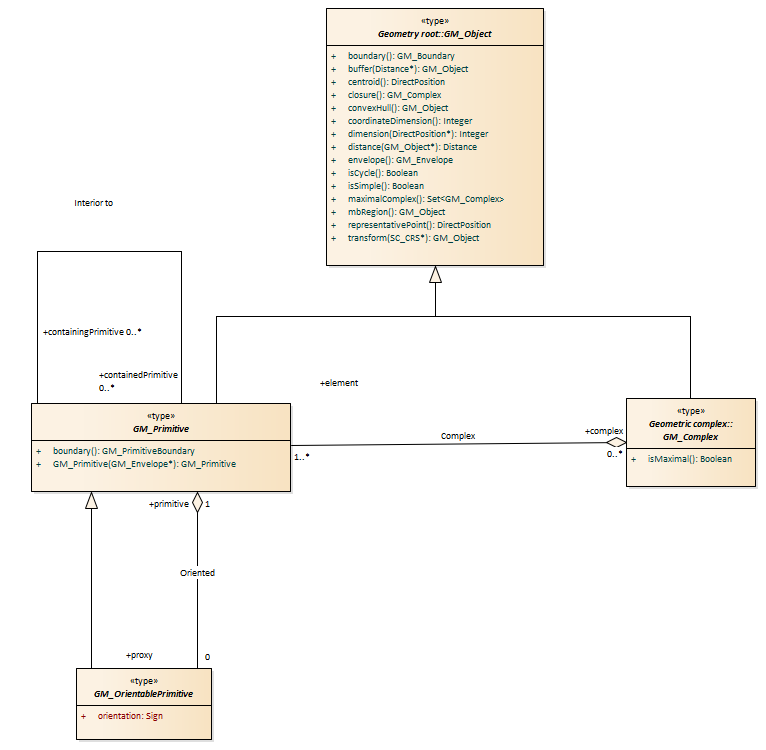 «type»
Geometry root::GM_Object
+ boundary(): GM_Boundary
+ buffer(Distance*): GM_Object
+ centroid(): DirectPosition
+ closure(): GM_Complex
+ convexHull(): GM_Object
+ coordinateDimension(): Integer
+ dimension(DirectPosition*): Integer
+ distance(GM_Object*): Distance
+ envelope(): GM_Envelope
+ isCycle(): Boolean
+ isSimple(): Boolean
+ maximalComplex(): Set<GM_Complex>
+ mbRegion(): GM_Object
+ representativePoint(): DirectPosition
+ transform(SC_CRS*): GM_Object
Interior to
+containingPrimitive 0..*
+containedPrimitive
0..*
+element
«type»
GM_Primitive
+ boundary(): GM_PrimitiveBoundary
+ GM_Primitive(GM_Envelope*): GM_Primitive
1..*
Complex
+complex
0..*
«type»
Geometric complex::
GM_Complex
+ isMaximal(): Boolean
+primitive 1
Oriented
+proxy 0
«type»
GM_OrientablePrimitive
+ orientation: Sign